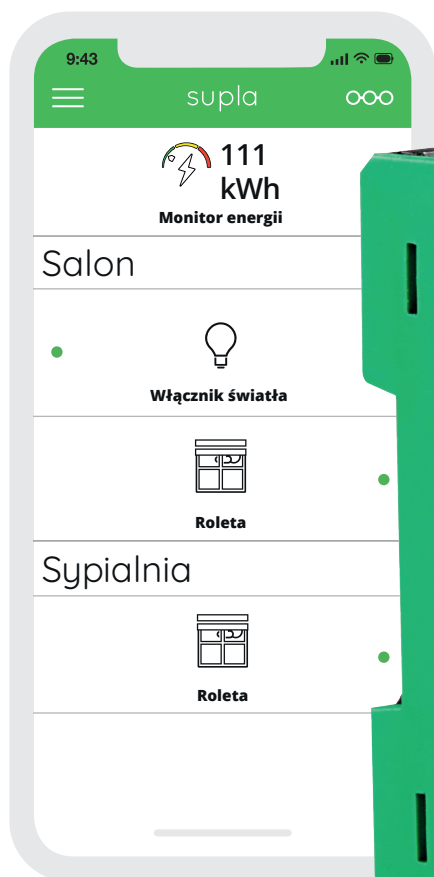 9:43
supla
111
kWh
Monitor energii
Salon
Włącznik światła
Roleta
Sypialnia
Roleta